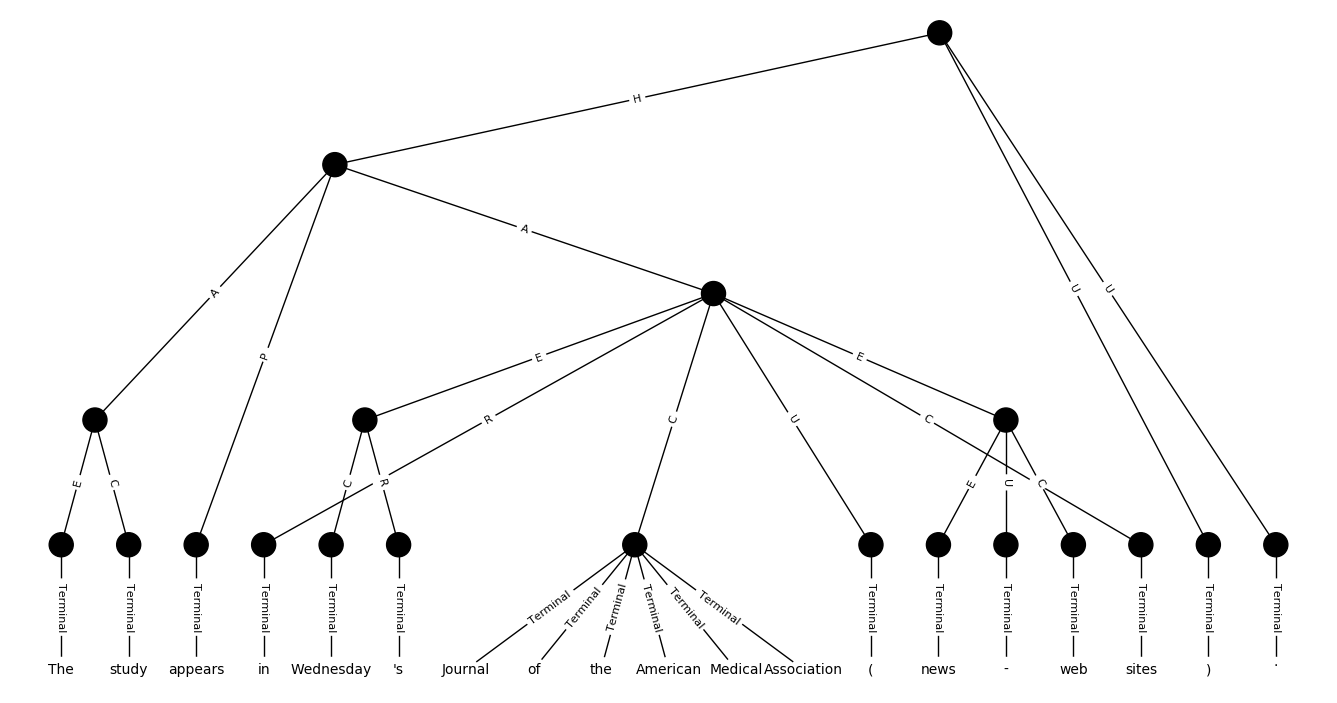 H
A
A
U
U
P
E
E
R
C
U
C
E
C
C
R
E
U
C
Terminal Terminal Terminal Terminal Terminal Terminal Terminal Terminal Terminal Terminal Terminal Terminal Terminal Terminal Terminal Terminal Terminal Terminal Terminal
The study appears in Wednesday 's Journal of the American Medical Association ( news - web sites ) .